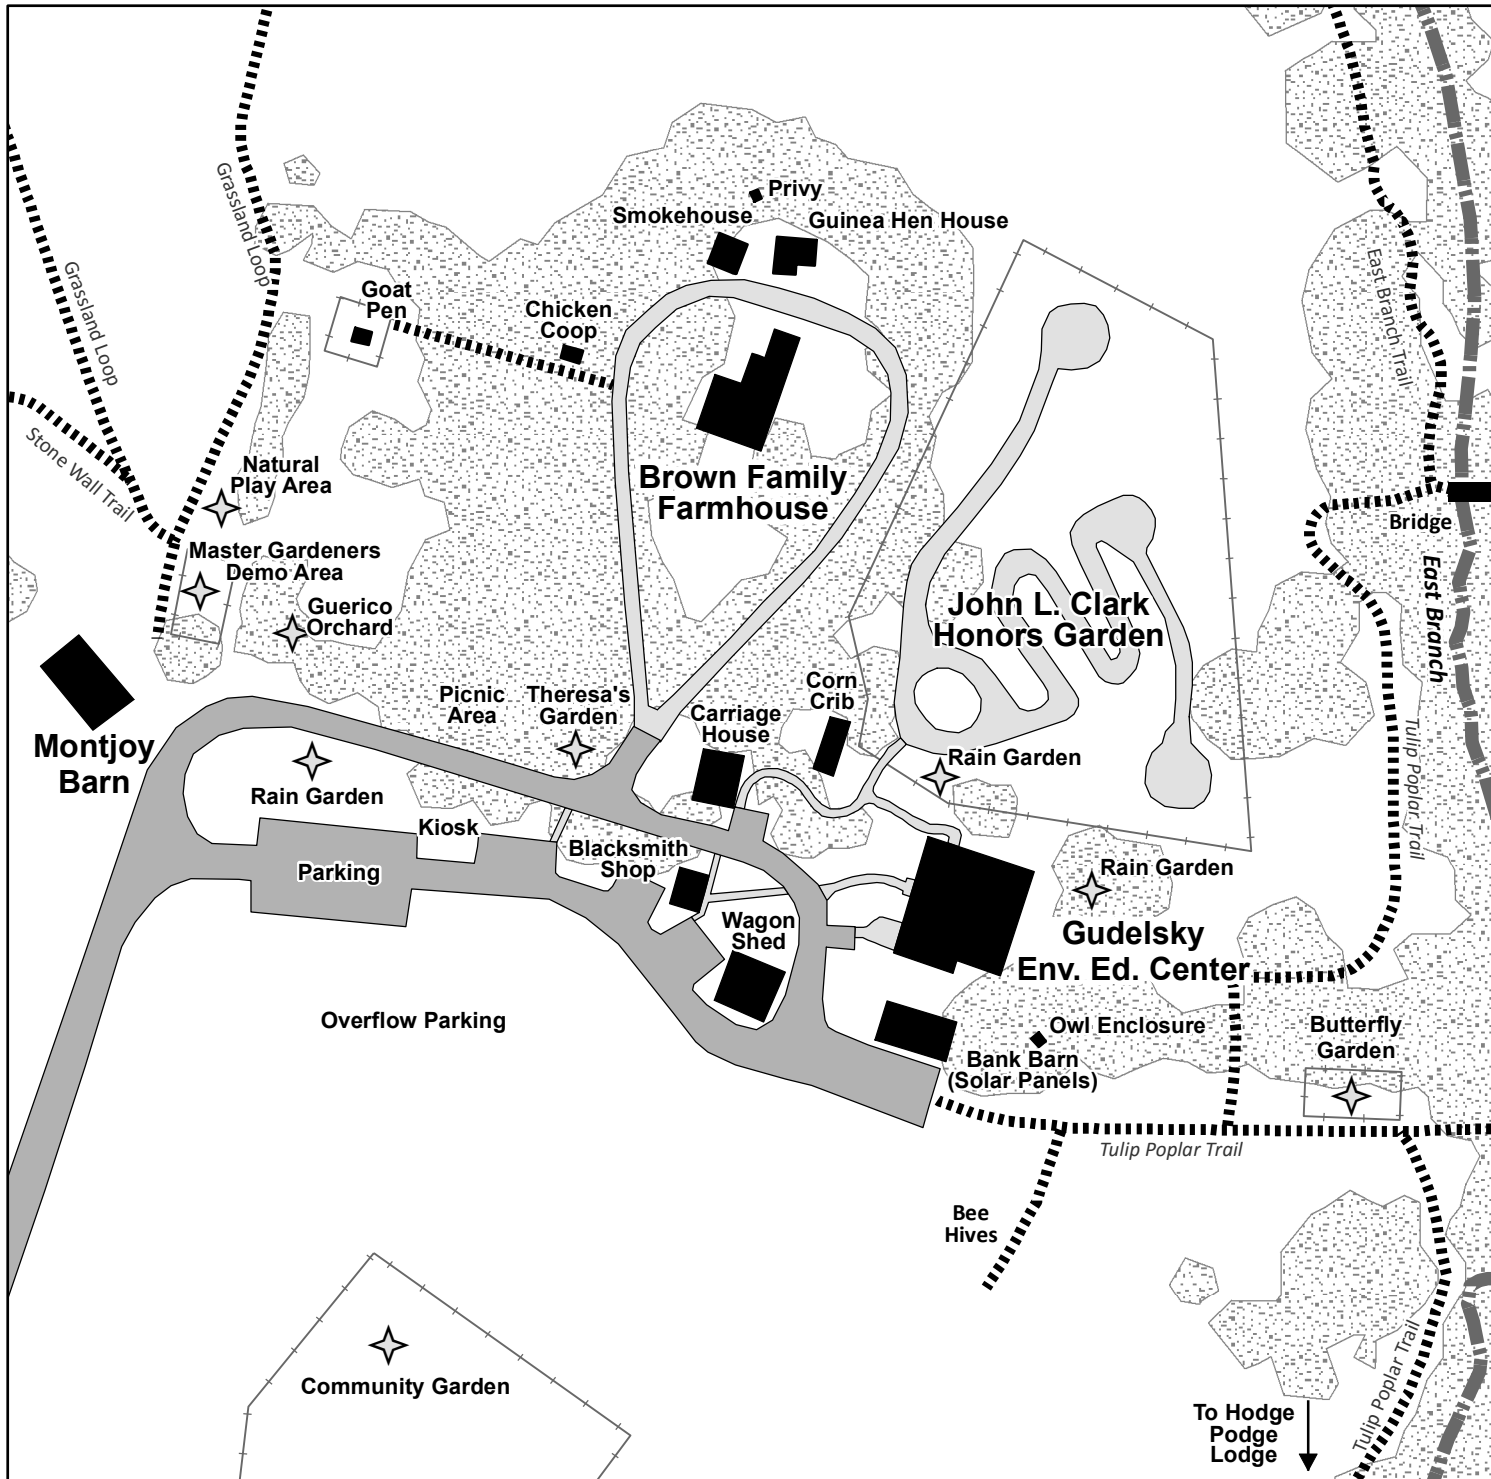 Privy
Smokehouse
Guinea Hen House
Grassland Loop
Grassland Loop
Goat
Pen
Chicken
Coop
East Branch Trail
Stone Wall Trail
Natural
Play Area
Brown Family
Farmhouse
Bridge
East Branch
Master Gardeners
Demo Area
Guerico
Orchard
John L. Clark
Honors Garden
Picnic
Area
Theresa's
Garden
Corn
Crib
Carriage
House
Montjoy
Barn
Rain Garden
Rain Garden
Tulip Poplar Trail
Kiosk
Parking
Blacksmith
Shop
Rain Garden
Wagon
Shed
Gudelsky
Env. Ed. Center
Overflow Parking
Owl Enclosure
Butterfly
Garden
Bank Barn
(Solar Panels)
Tulip Poplar Trail
Bee
Hives
Community Garden
Tulip Poplar Trail
To Hodge
Podge
Lodge